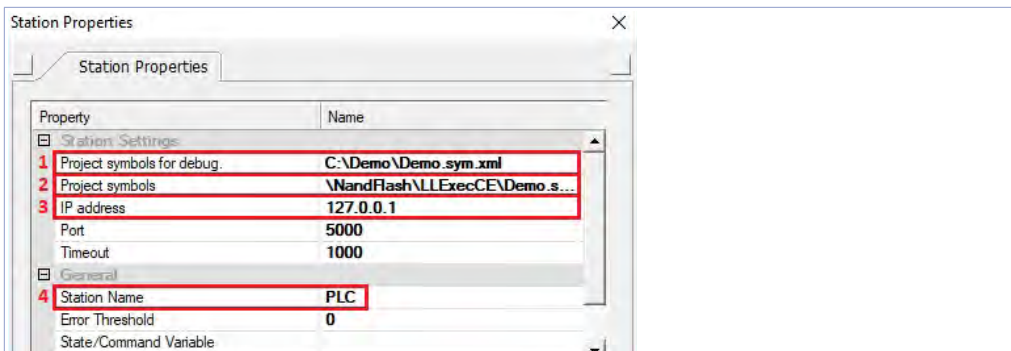 Station Properties
Station Properties
Property Name
Station Settings
1 Project symbols for debug. C:\Demo\Demo.sym.xml
2 Project symbols \NandFlash\LLExecCE\Demo.s...
3 IP address 127.0.0.1
Port 5000
Timeout 1000
General
4 Station Name PLC
Error Threshold 0
State/Command Variable